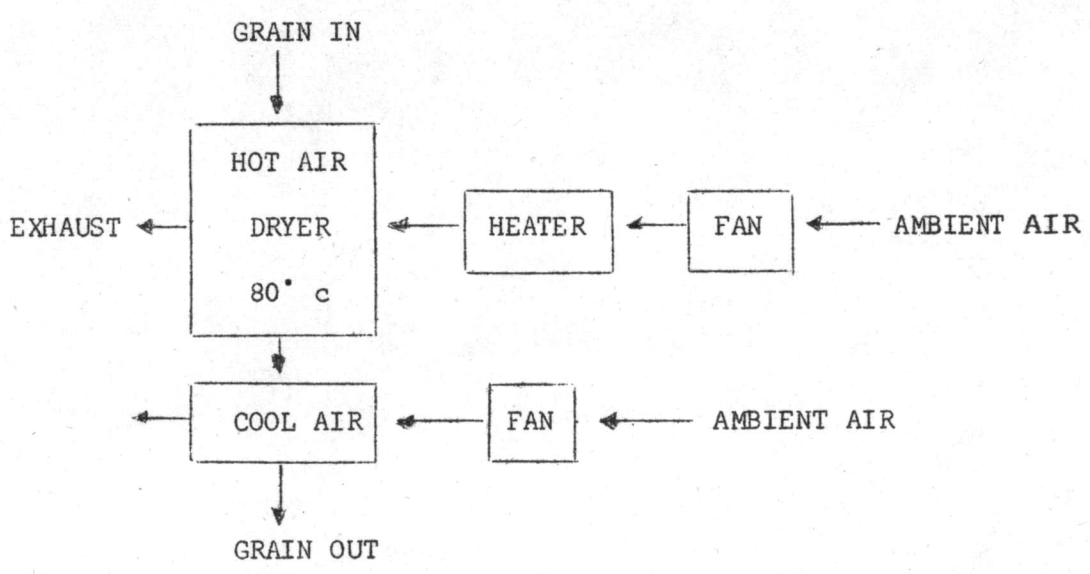 GRAIN IN
HOT AIR
EXHAUST DRYER HEATER FAN AMBIENT AIR
80° c
COOL AIR FAN AMBIENT AIR
GRAIN OUT